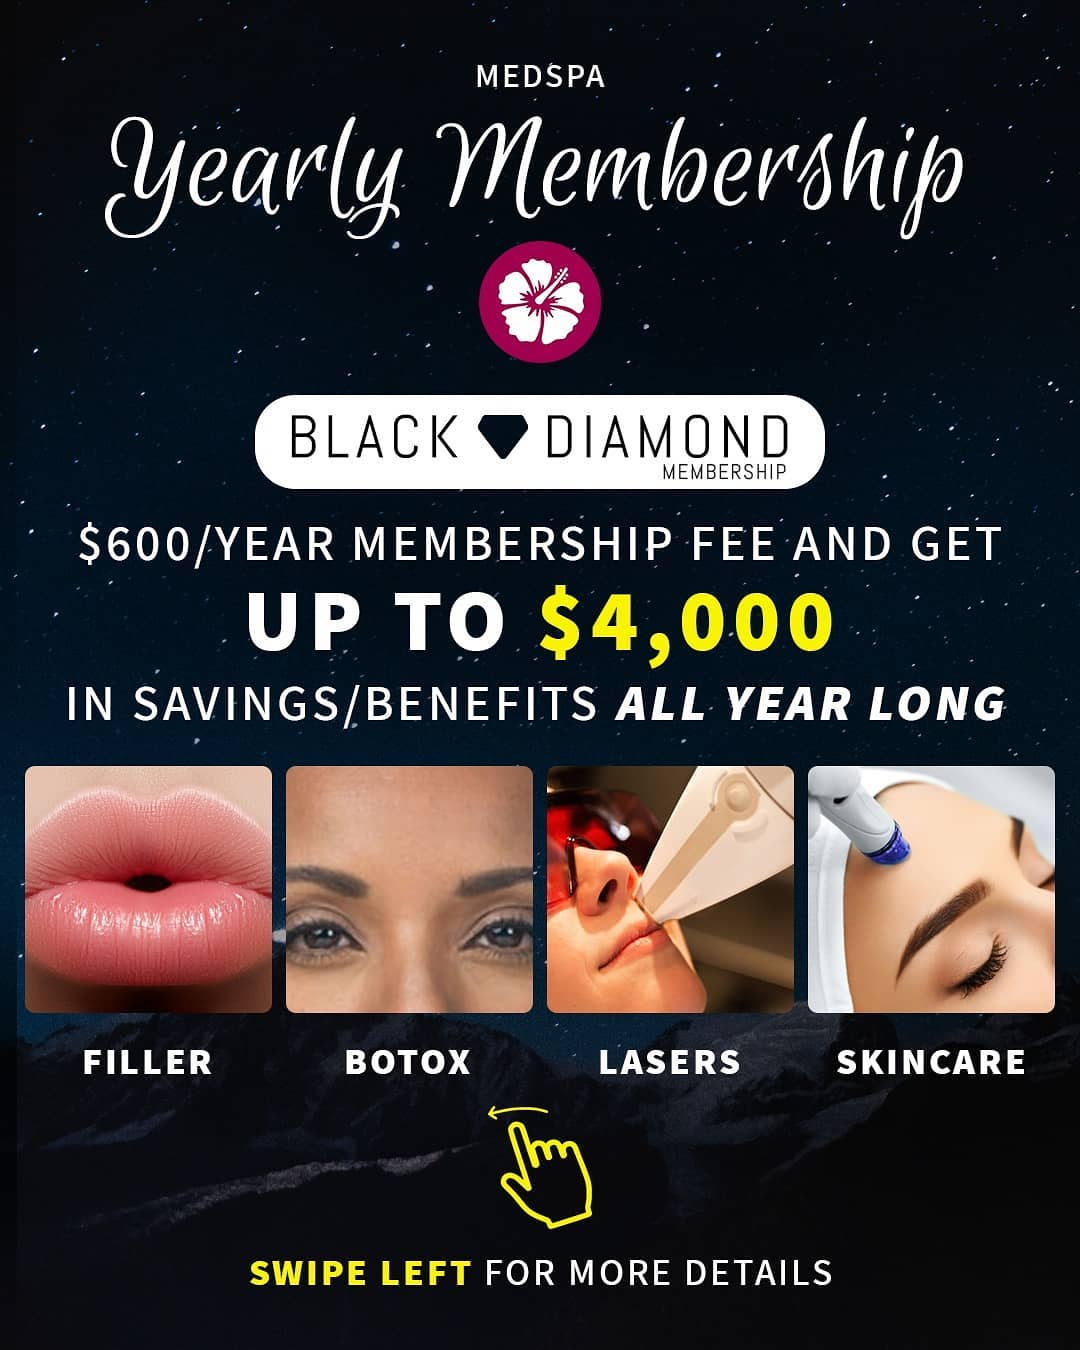 MEDSPA
Yearly Membership
BLACK DIAMOND
MEMBERSHIP
$600/YEAR MEMBERSHIP FEE AND GET
UP TO $4,000
IN SAVINGS/BENEFITS ALL YEAR LONG
FILLER BOTOX LASERS SKINCARE
SWIPE LEFT FOR MORE DETAILS